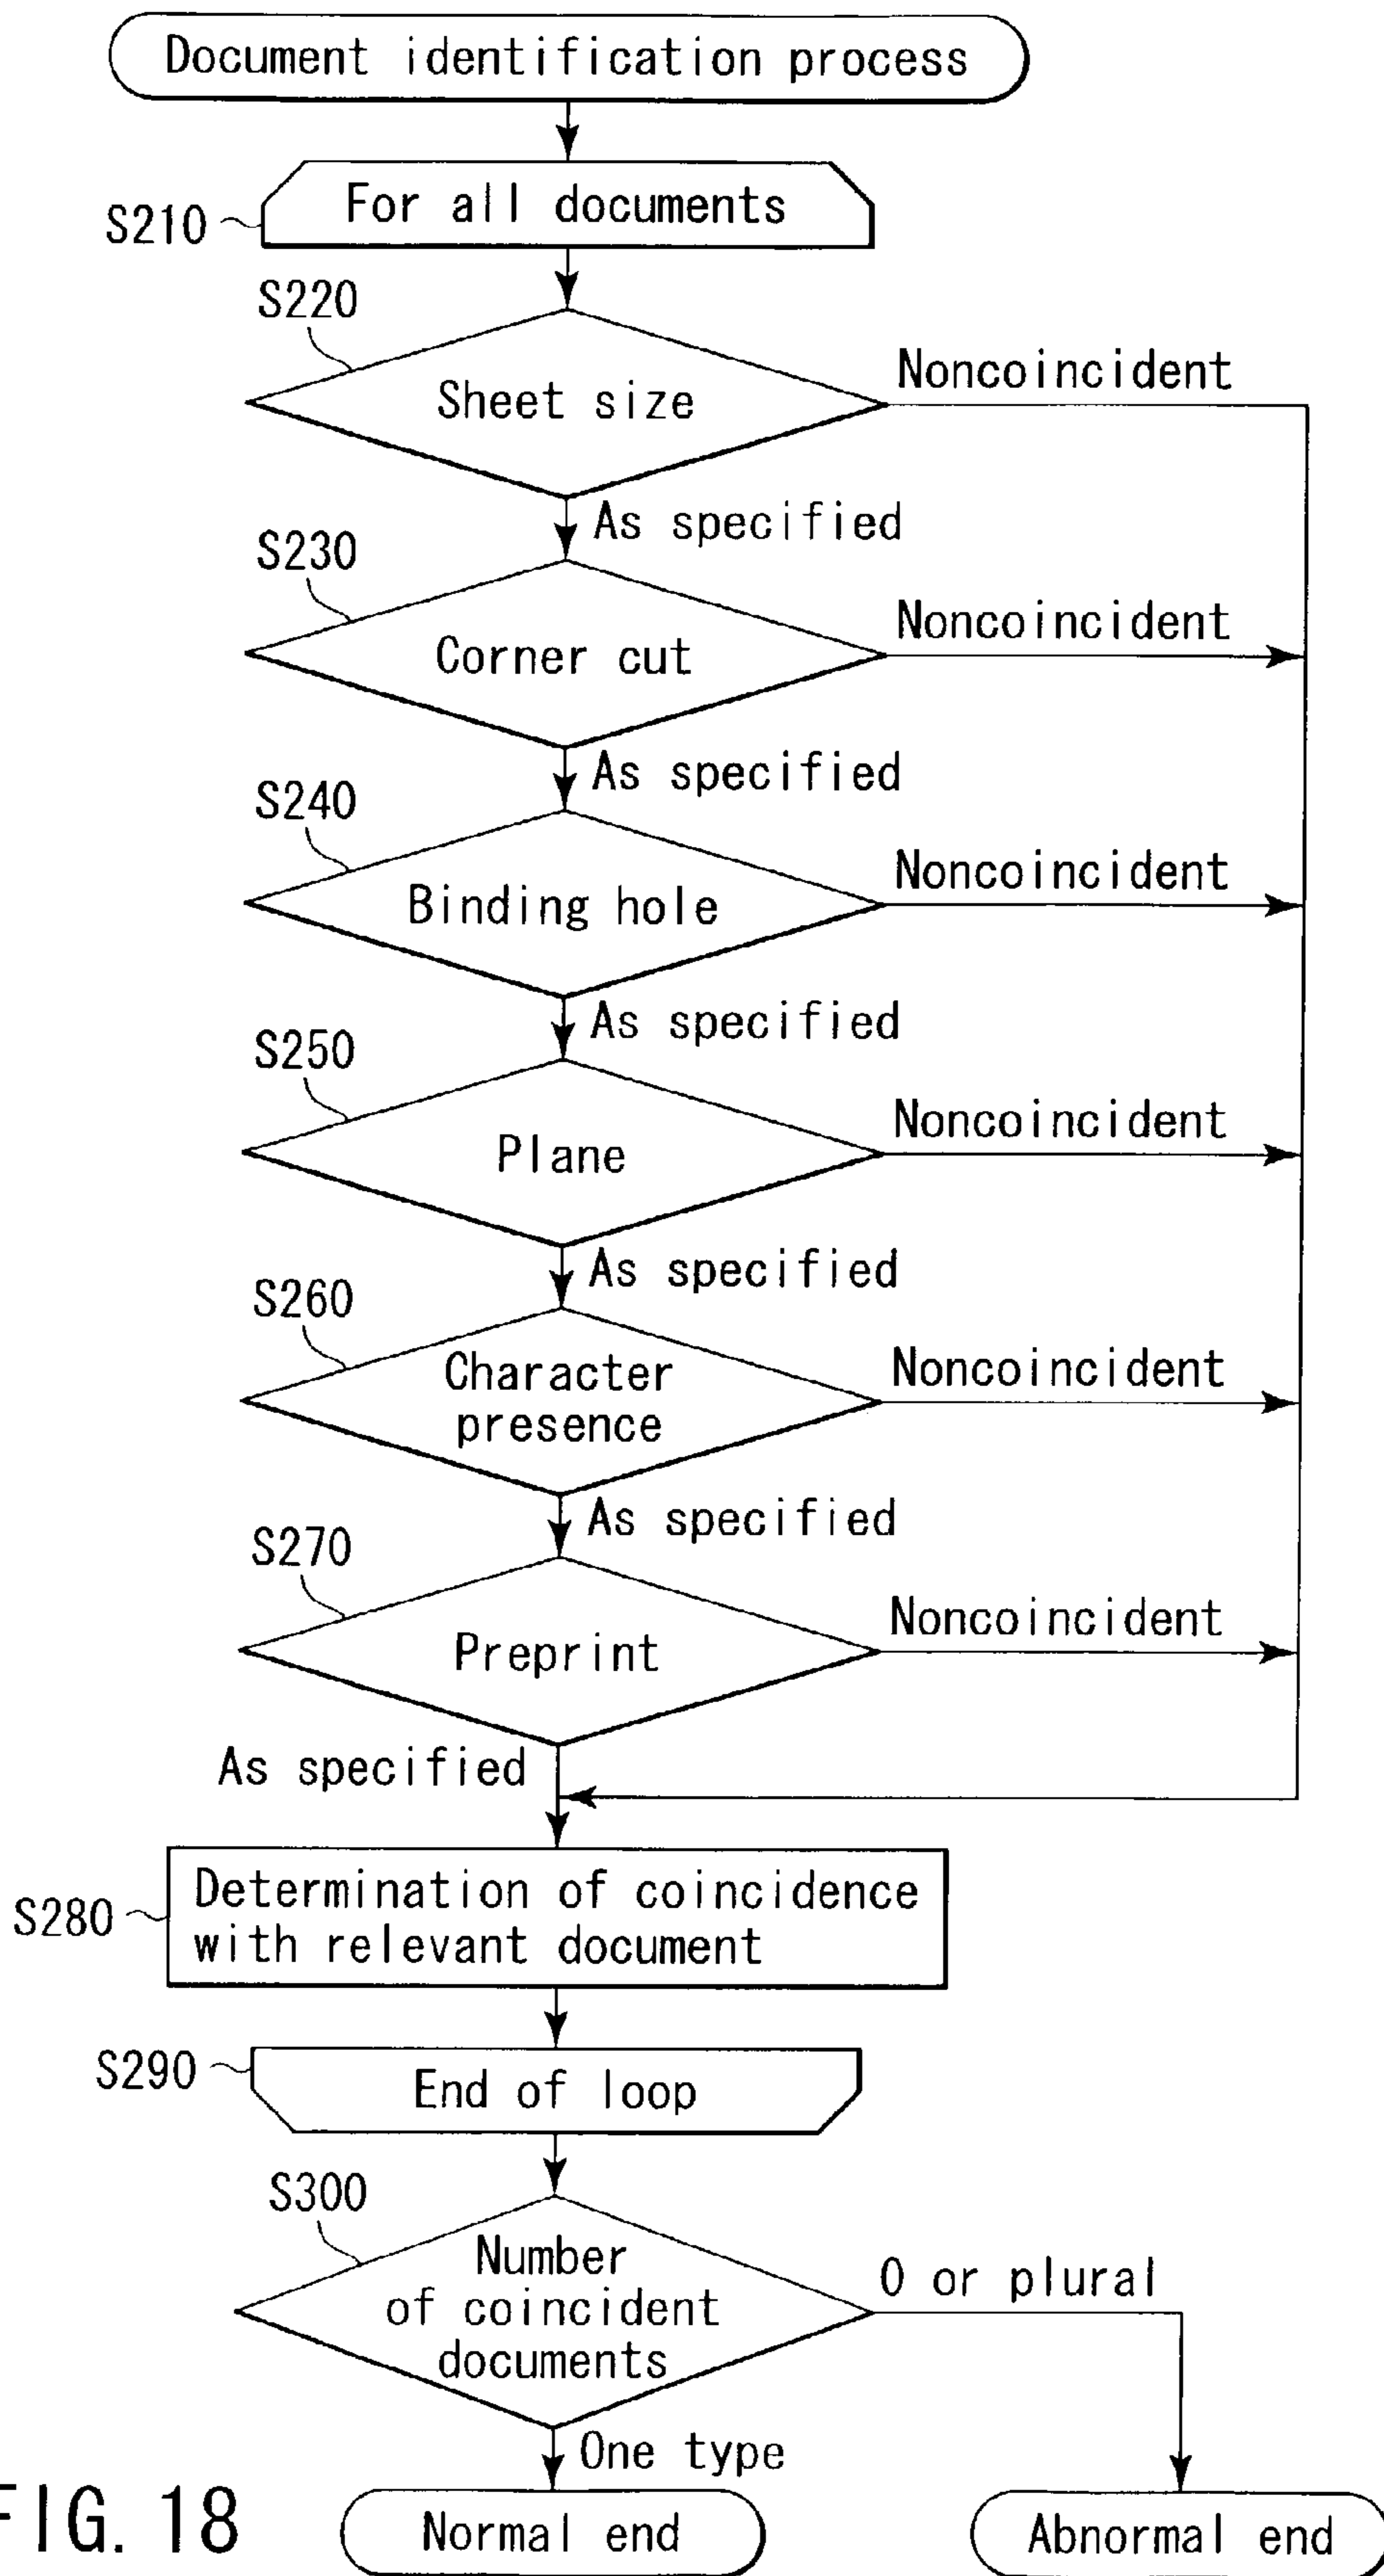 Document identification process
For all documents
S210
S220
Sheet size
Noncoincident
As specified
S230
Corner cut
Noncoincident
As specified
S240
Binding hole
Noncoincident
As specified
S250
Plane
Noncoincident
As specified
S260
Character
presence
Noncoincident
As specified
S270
Preprint
Noncoincident
As specified
S280
Determination of coincidence
with relevant document
S290
End of loop
S300
Number
of coincident
documents
0 or plural
One type
Normal end
Abnormal end
FIG. 18